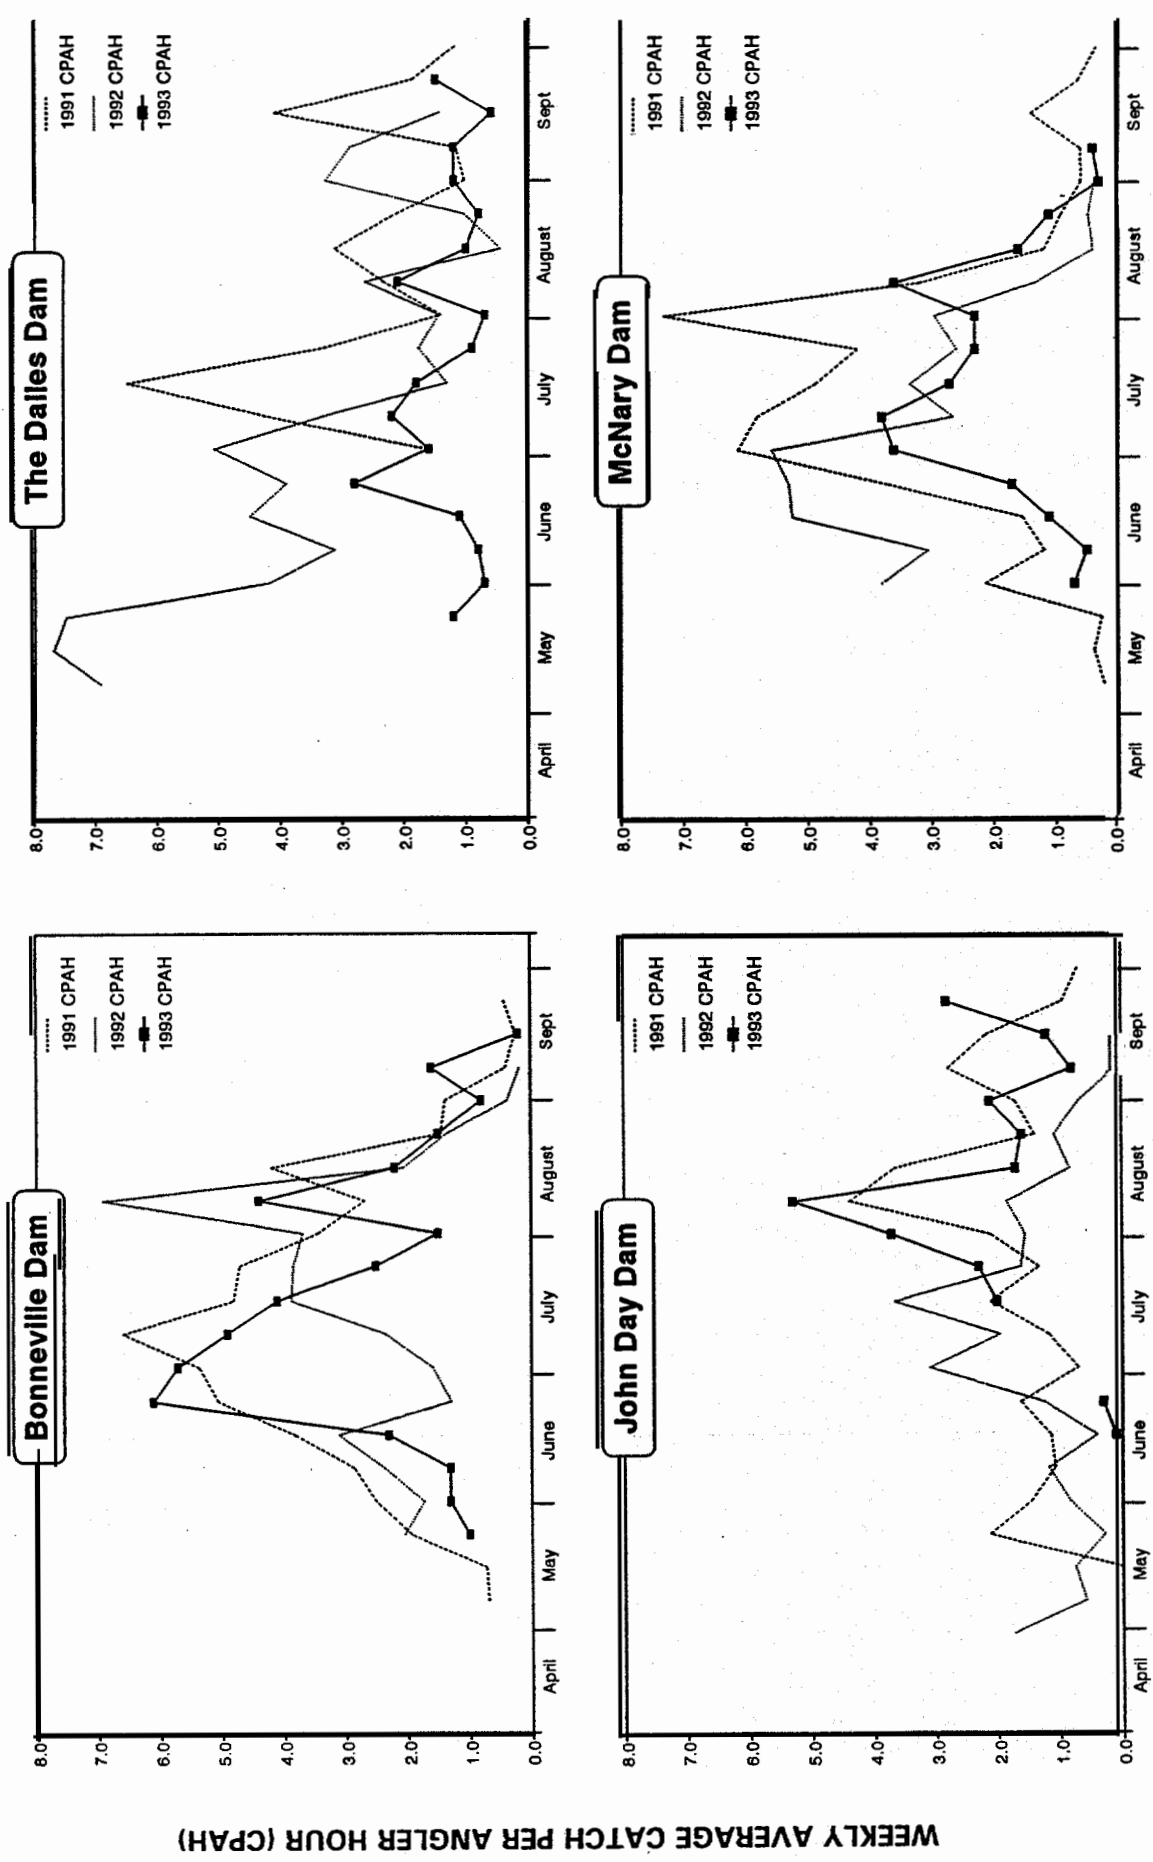 WEEKLY AVERAGE CATCH PER ANGLER HOUR (CPAH)
Bonneville Dam
1991 CPAH
1992 CPAH
1993 CPAH
8.0
7.0
6.0
5.0
4.0
3.0
2.0
1.0
0.0
April
May
June
July
August
Sept
The Dalles Dam
1991 CPAH
1992 CPAH
1993 CPAH
8.0
7.0
6.0
5.0
4.0
3.0
2.0
1.0
0.0
April
May
June
July
August
Sept
John Day Dam
1991 CPAH
1992 CPAH
1993 CPAH
8.0
7.0
6.0
5.0
4.0
3.0
2.0
1.0
0.0
April
May
June
July
August
Sept
McNary Dam
1991 CPAH
1992 CPAH
1993 CPAH
8.0
7.0
6.0
5.0
4.0
3.0
2.0
1.0
0.0
April
May
June
July
August
Sept